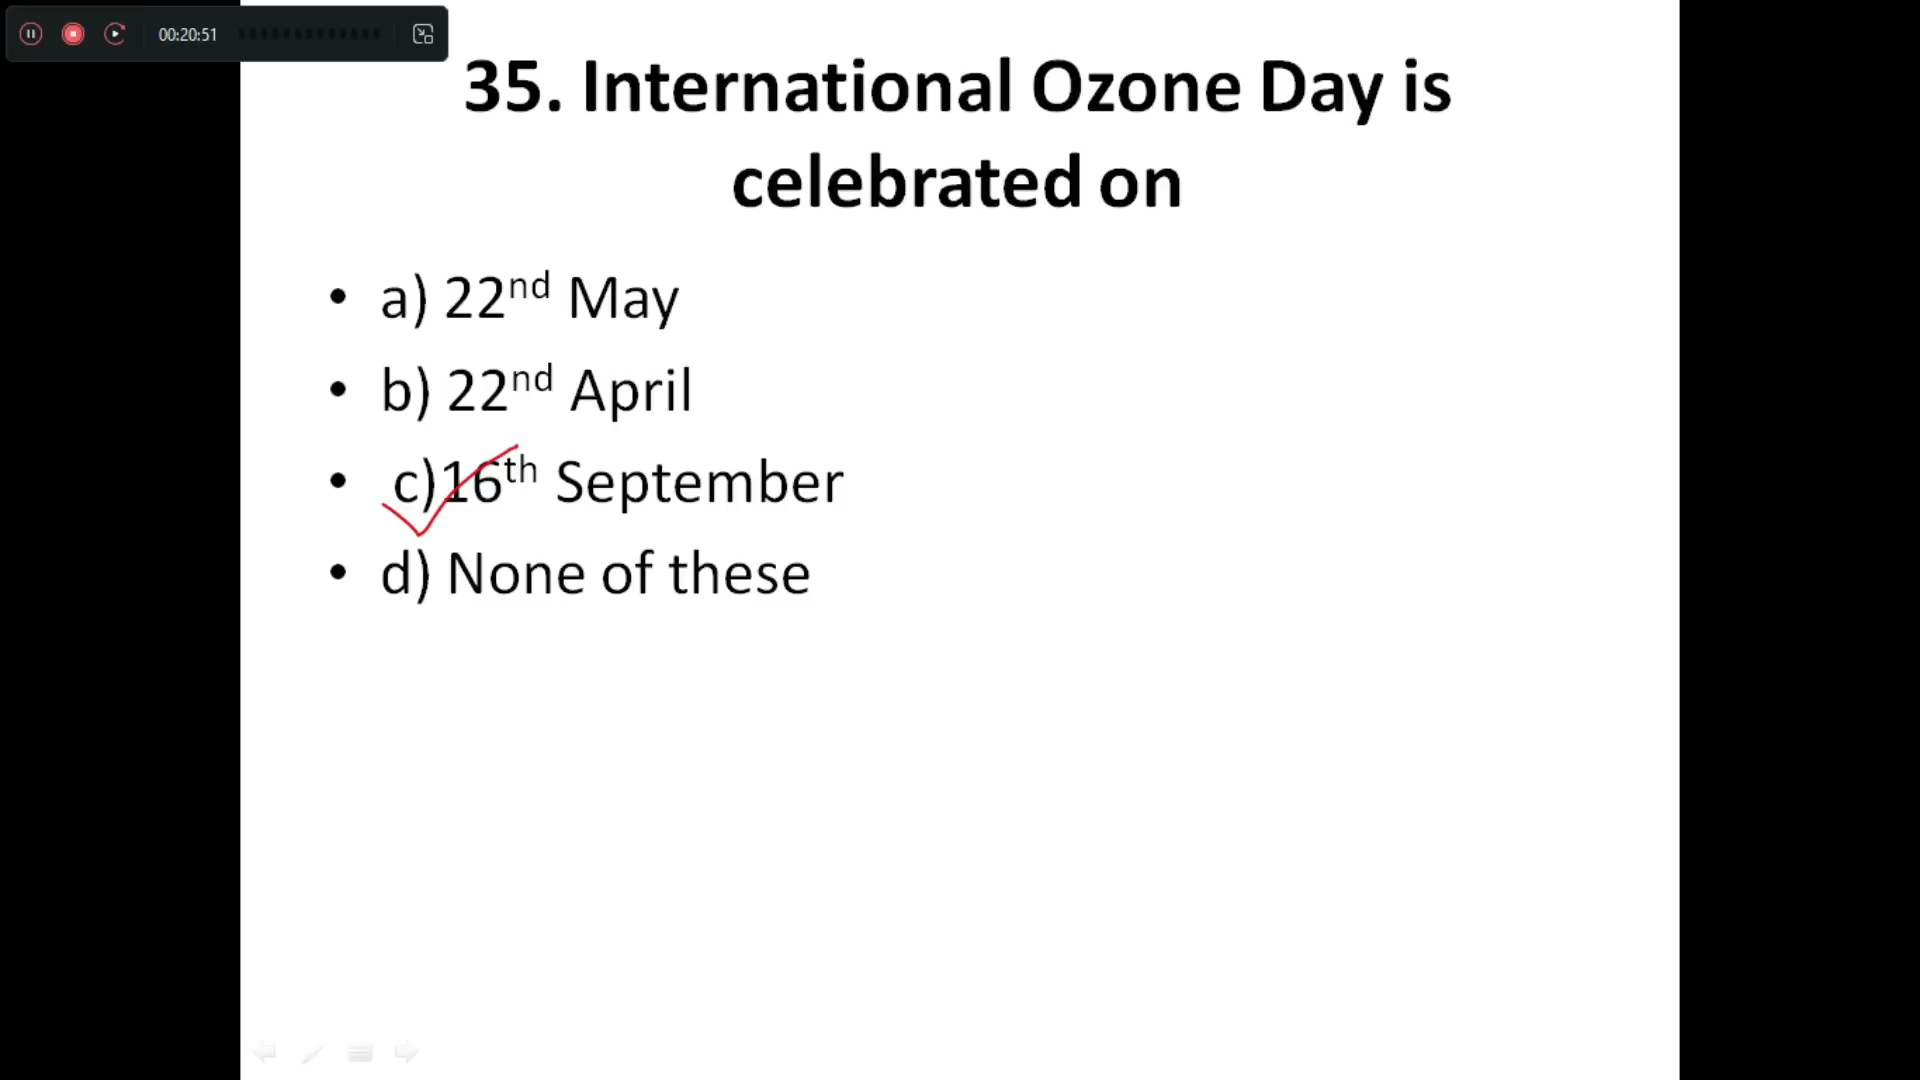 00:20:51
35. International Ozone Day is
celebrated on
• a) 22nd May
• b) 22nd April
• c)16th September
• d) None of these